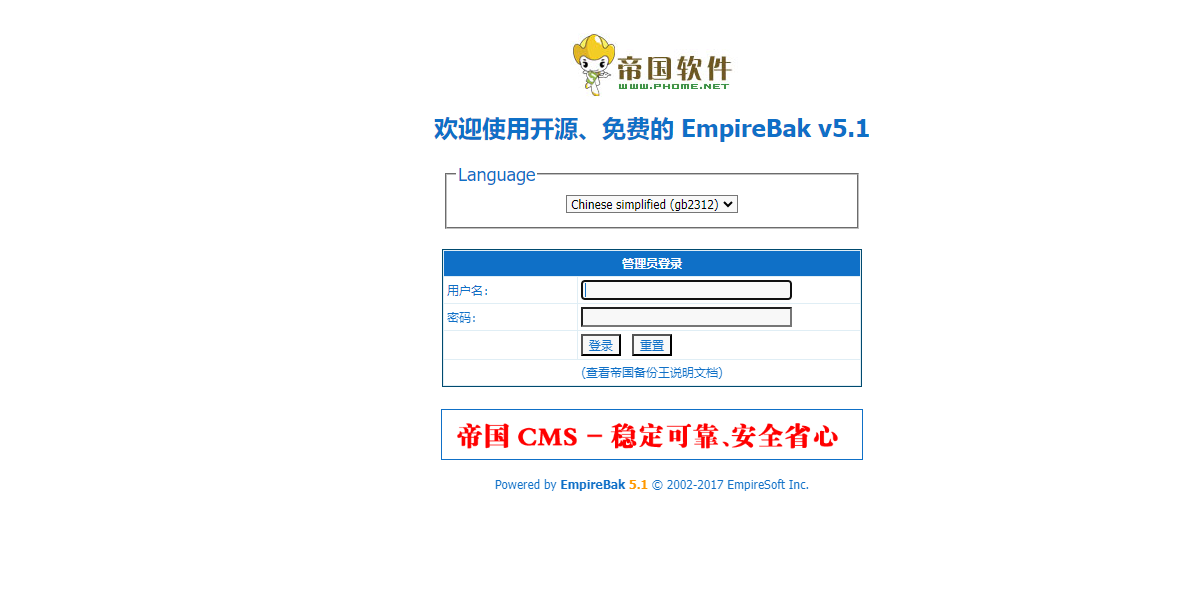 帝国软件
WWW.PHOME.NET
欢迎使用开源、免费的 EmpireBak v5.1
Language
Chinese simplified (gb2312)
管理员登录
用户名:
密码:
登录 重置
(查看帝国备份王说明文档)
帝国 CMS - 稳定可靠、安全省心
Powered by EmpireBak 5.1 © 2002-2017 EmpireSoft Inc.